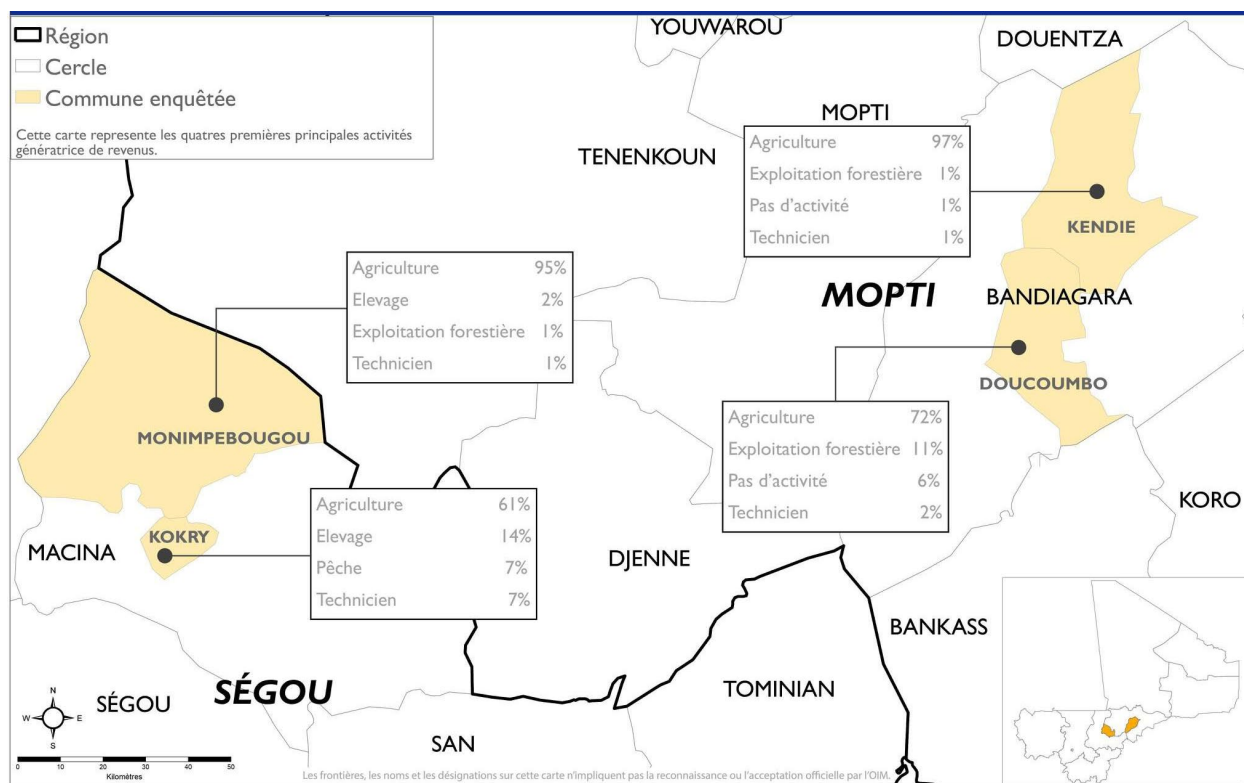 Région
Cercle
Commune enquêtée
Cette carte represente les quatres premières principales activités
génératrice de revenus.
YOUWAROU
DOUENTZA
MOPTI
TENENKOUN
Agriculture 97%
Exploitation forestière 1%
Pas d'activité 1%
Technicien 1%
KENDIE
Agriculture 95%
Elevage 2%
Exploitation forestière 1%
Technicien 1%
MOPTI
BANDIAGARA
DOUCOUMBO
MONIMPEBOUGOU
Agriculture 72%
Exploitation forestière 11%
Pas d'activité 6%
Technicien 2%
KORO
Agriculture 61%
Elevage 14%
Pêche 7%
Technicien 7%
KOKRY
MACINA
DJENNE
BANKASS
SÉGOU
SÉGOU
TOMINIAN
SAN
N
W E
S
0 10 20 30 40 50
Kilomètres
Les frontières, les noms et les désignations sur cette carte n'impliquent pas la reconnaissance ou l'acceptation officielle par l'OIM.